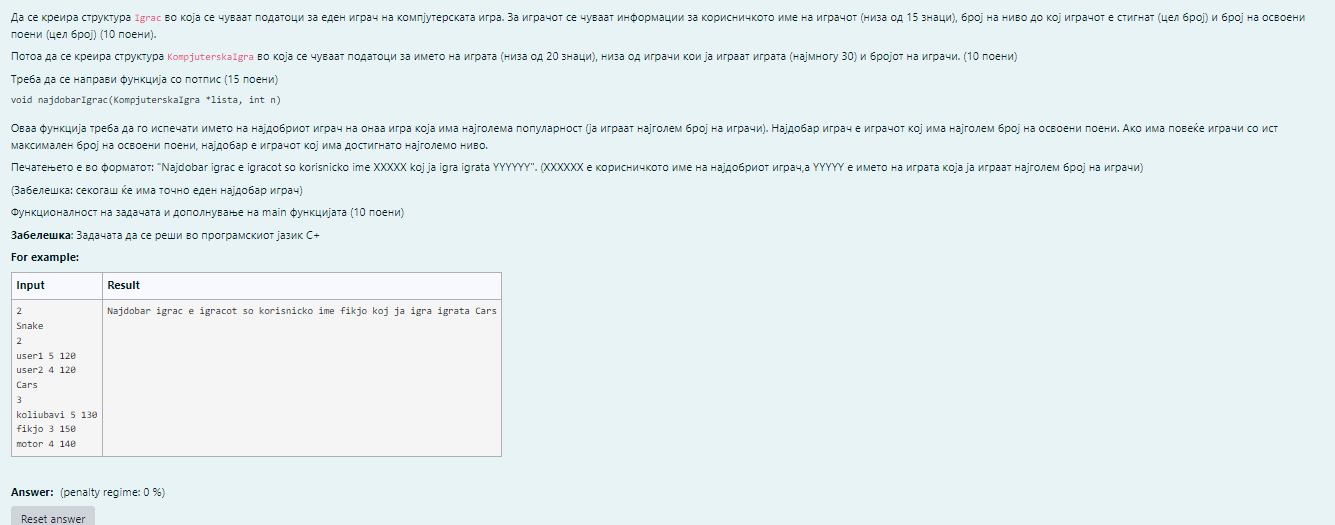 Да се креира структура Igrac во која се чуваат податоци за еден играч на компјутерската игра. За играчот се чуваат информации за корисничкото име на играчот (низа од 15 знаци), број на ниво до кој играчот е стигнат (цел број) и број на освоени
поени (цел број) (10 поени).
Потоа да се креира структура KompjuterskaIgra во која се чуваат податоци за името на играта (низа од 20 знаци), низа од играчи кои ја играат играта (најмногу 30) и бројот на играчи. (10 поени)
Треба да се направи функција со потпис (15 поени)
void najdobarIgrac(KompjuterskaIgra *lista, int n)
Оваа функција треба да го испечати името на најдобриот играч на онаа игра која има најголема популарност (ја играат најголем број на играчи). Најдобар играч е играчот кој има најголем број на освоени поени. Ако има повеќе играчи со ист
максимален број на освоени поени, најдобар е играчот кој има достигнато најголемо ниво.
Печатењето е во форматот: "Najdobar igrac e igracot so korisnicko ime XXXXX koj ja igra igrata YYYYYY". (XXXXXX е корисничкото име на најдобриот играч,а YYYYY е името на играта која ја играат најголем број на играчи)
(Забелешка: секогаш ќе има точно еден најдобар играч)
Функционалност на задачата и дополнување на main функцијата (10 поени)
Забелешка: Задачата да се реши во програмскиот јазик C+
For example:
Input Result
2 Najdobar igrac e igracot so korisnicko ime fikjo koj ja igra igrata Cars
Snake
2
user1 5 120
user2 4 120
Cars
3
koliubavi 5 130
fikjo 3 150
motor 4 140
Answer: (penalty regime: 0 %)
Reset answer